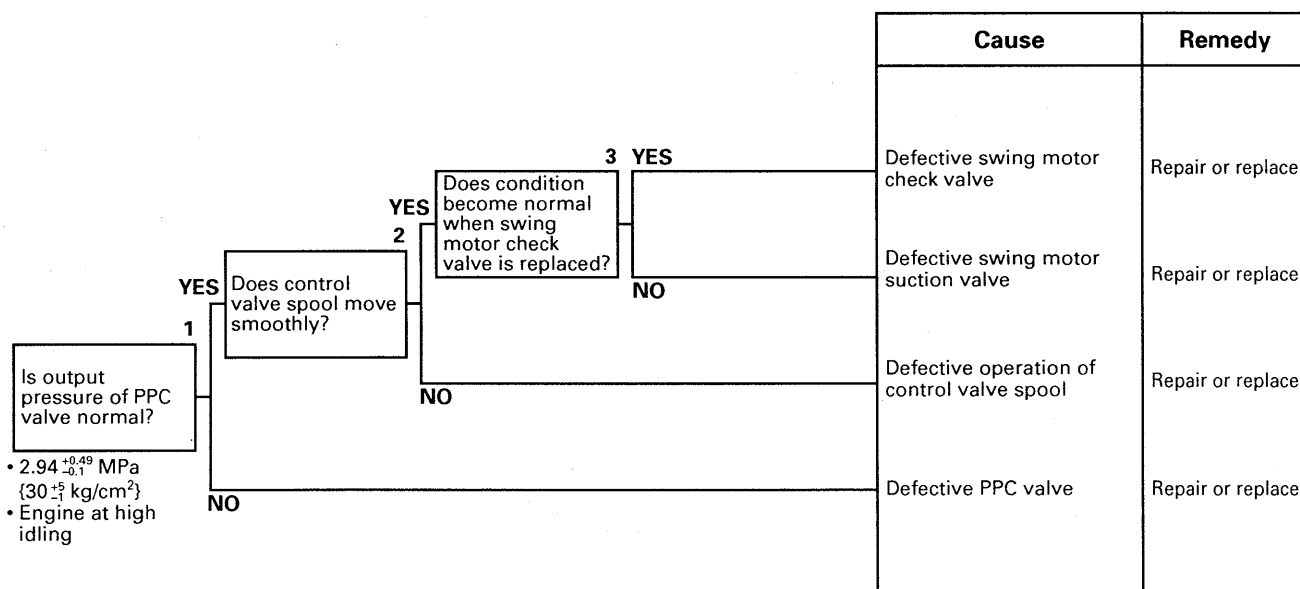 Cause
Remedy
3
YES
Does condition
become normal
when swing
motor check
valve is replaced?
Defective swing motor
check valve
Repair or replace
YES
2
Does control
valve spool move
smoothly?
NO
Defective swing motor
suction valve
Repair or replace
YES
1
Is output
pressure of PPC
valve normal?
NO
Defective operation of
control valve spool
Repair or replace
• 2.94 +0.49 -0.1 MPa
{30 +5 -1 kg/cm²}
• Engine at high
idling
NO
Defective PPC valve
Repair or replace